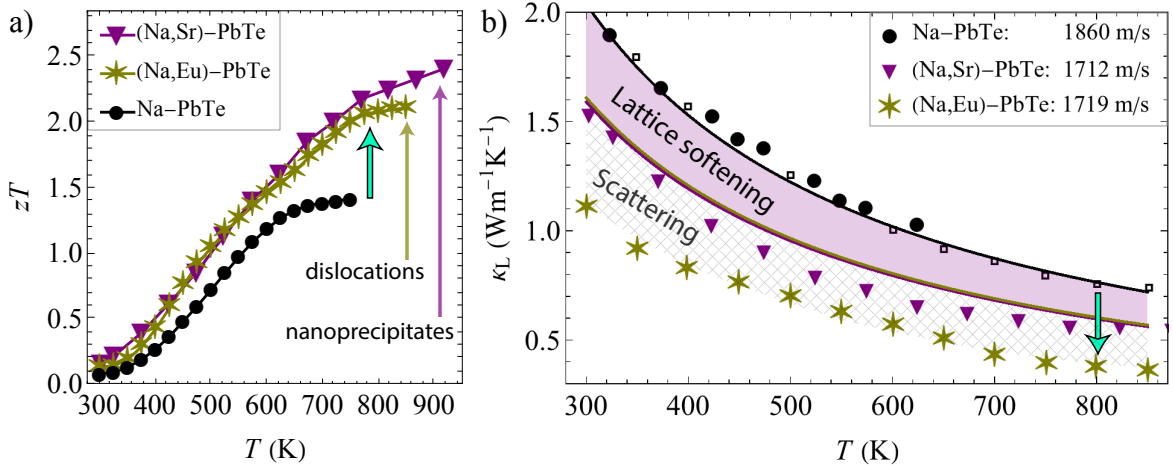 a)
(Na,Sr)−PbTe
(Na,Eu)−PbTe
Na−PbTe
2.5
2.0
1.5
1.0
0.5
0.0
zT
dislocations
nanoprecipitates
300 400 500 600 700 800 900
T (K)
b)
Na−PbTe: 1860 m/s
(Na,Sr)−PbTe: 1712 m/s
(Na,Eu)−PbTe: 1719 m/s
2.0
1.5
1.0
0.5
κL (Wm−1K−1)
Lattice softening
Scattering
300 400 500 600 700 800
T (K)